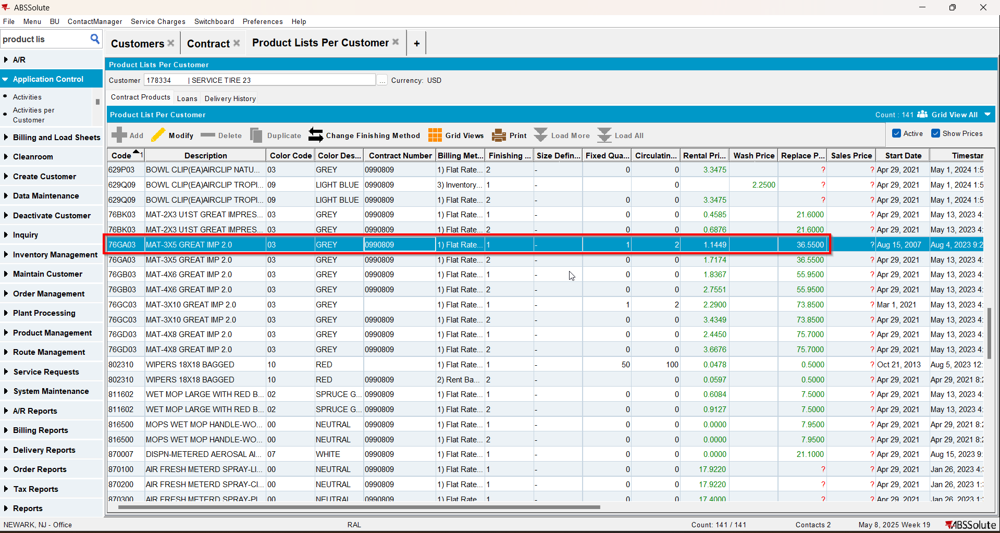 ABSSolute
File Menu BU ContactManager Service Charges Switchboard Preferences Help
product lis
Customers Contract Product Lists Per Customer +
A/R
Application Control
Activities
Activities per
Customer
Billing and Load Sheets
Cleanroom
Create Customer
Data Maintenance
Deactivate Customer
Inquiry
Inventory Management
Maintain Customer
Order Management
Plant Processing
Product Management
Route Management
Service Requests
System Maintenance
A/R Reports
Billing Reports
Delivery Reports
Order Reports
Tax Reports
Reports
Product Lists Per Customer
Customer 178334 | SERVICE TIRE 23 ... Currency: USD
Contract Products Loans Delivery History
Product List Per Customer Count : 141 Grid View All
Add Modify Delete Duplicate Change Finishing Method Grid Views Print Load More Load All Active Show Prices
Code 1 Description Color Code Color Des... Contract Number Billing Met... Finishing ... Size Defin... Fixed Qua... Circulatin... Rental Pri... Wash Price Replace P... Sales Price Start Date Timestar
629P03 BOWL CLIP(EA)AIRCLIP NATU... 03 GREY 0990809 1) Flat Rate... 2 - 0 0 3.3475 ? ? Apr 29, 2021 May 1, 2024 1:5
629Q09 BOWL CLIP(EA)AIRCLIP TROPI... 09 LIGHT BLUE 0990809 3) Inventory... 1 - 0 2.2500 ? ? Apr 29, 2021 May 1, 2024 1:5
629Q09 BOWL CLIP(EA)AIRCLIP TROPI... 09 LIGHT BLUE 0990809 1) Flat Rate... 2 - 0 0 3.3475 ? ? Apr 29, 2021 May 1, 2024 1:5
76BK03 MAT-2X3 U1ST GREAT IMPRES... 03 GREY 0990809 1) Flat Rate... 1 - 0 0 0.4585 21.6000 ? Apr 29, 2021 May 13, 2023 4:
76BK03 MAT-2X3 U1ST GREAT IMPRES... 03 GREY 0990809 1) Flat Rate... 2 - 0 0 0.6876 21.6000 ? Apr 29, 2021 May 13, 2023 4:
76GA03 MAT-3X5 GREAT IMP 2.0 03 GREY 0990809 1) Flat Rate... 1 - 1 2 1.1449 36.5500 ? Aug 15, 2007 Aug 4, 2023 9:2
76GA03 MAT-3X5 GREAT IMP 2.0 03 GREY 0990809 1) Flat Rate... 2 - 0 0 1.7174 36.5500 ? Apr 29, 2021 May 13, 2023 4:
76GB03 MAT-4X6 GREAT IMP 2.0 03 GREY 0990809 1) Flat Rate... 1 - 0 0 1.8367 55.9500 ? Apr 29, 2021 May 13, 2023 4:
76GB03 MAT-4X6 GREAT IMP 2.0 03 GREY 0990809 1) Flat Rate... 2 - 0 0 2.7551 55.9500 ? Apr 29, 2021 May 13, 2023 4:
76GC03 MAT-3X10 GREAT IMP 2.0 03 GREY 1) Flat Rate... 1 - 1 2 2.2900 73.8500 ? Mar 1, 2021 May 13, 2023 4:
76GC03 MAT-3X10 GREAT IMP 2.0 03 GREY 0990809 1) Flat Rate... 2 - 0 0 3.4349 73.8500 ? Apr 29, 2021 May 13, 2023 4:
76GD03 MAT-4X8 GREAT IMP 2.0 03 GREY 0990809 1) Flat Rate... 1 - 0 0 2.4450 75.7000 ? Apr 29, 2021 May 13, 2023 4:
76GD03 MAT-4X8 GREAT IMP 2.0 03 GREY 0990809 1) Flat Rate... 2 - 0 0 3.6676 75.7000 ? Apr 29, 2021 May 13, 2023 4:
802310 WIPERS 18X18 BAGGED 10 RED 1) Flat Rate... 1 - 50 100 0.0478 0.5000 ? Oct 21, 2013 Aug 5, 2023 12:
802310 WIPERS 18X18 BAGGED 10 RED 0990809 2) Rent Ba... 2 - 0 0.0597 0.5000 ? Apr 29, 2021 Apr 29, 2021 8:2
811602 WET MOP LARGE WITH RED B... 02 SPRUCE G... 0990809 1) Flat Rate... 1 - 0 0 0.6084 7.5000 ? Apr 29, 2021 May 13, 2023 4:
811602 WET MOP LARGE WITH RED B... 02 SPRUCE G... 0990809 1) Flat Rate... 2 - 0 0 0.9127 7.5000 ? Apr 29, 2021 May 13, 2023 4:
816500 MOPS WET MOP HANDLE-WO... 00 NEUTRAL 0990809 1) Flat Rate... 1 - 0 0 0.0000 7.9500 ? Apr 29, 2021 Apr 29, 2021 8:2
816500 MOPS WET MOP HANDLE-WO... 00 NEUTRAL 0990809 1) Flat Rate... 2 - 0 0 0.0000 7.9500 ? Apr 29, 2021 Apr 29, 2021 8:2
870007 DISPN-METERED AEROSAL AI... 07 WHITE 0990809 1) Flat Rate... 1 - 0 0 0.0000 21.1000 ? Apr 29, 2021 Aug 15, 2023 9:
870100 AIR FRESH METERD SPRAY-LI... 00 NEUTRAL 0990809 1) Flat Rate... 1 - 0 0 17.9220 ? ? Apr 29, 2021 Jan 26, 2023 4:
870200 AIR FRESH METERD SPRAY-CI... 00 NEUTRAL 0990809 1) Flat Rate... 1 - 0 0 17.9220 ? ? Apr 29, 2021 Jan 26, 2023 1:
870300 AIR FRESH METERD SPRAY-PI 00 NEUTRAL 0990809 1) Flat Rate 1 - 0 0 17.4000 ? ? Apr 29, 2021 Jan 26, 2023 1:
NEWARK, NJ - Office RAL Count: 141 / 141 Contacts 2 May 8, 2025 Week 19 ABSSolute